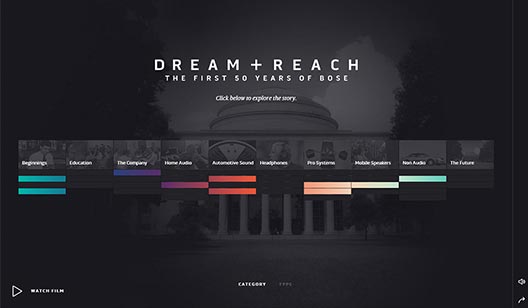 DREAM + REACH
THE FIRST 50 YEARS OF BOSE
Click below to explore the story.
Beginnings Education The Company Home Audio Automotive Sound Headphones Pro Systems Mobile Speakers Non Audio The Future
CATEGORY TYPE
WATCH FILM